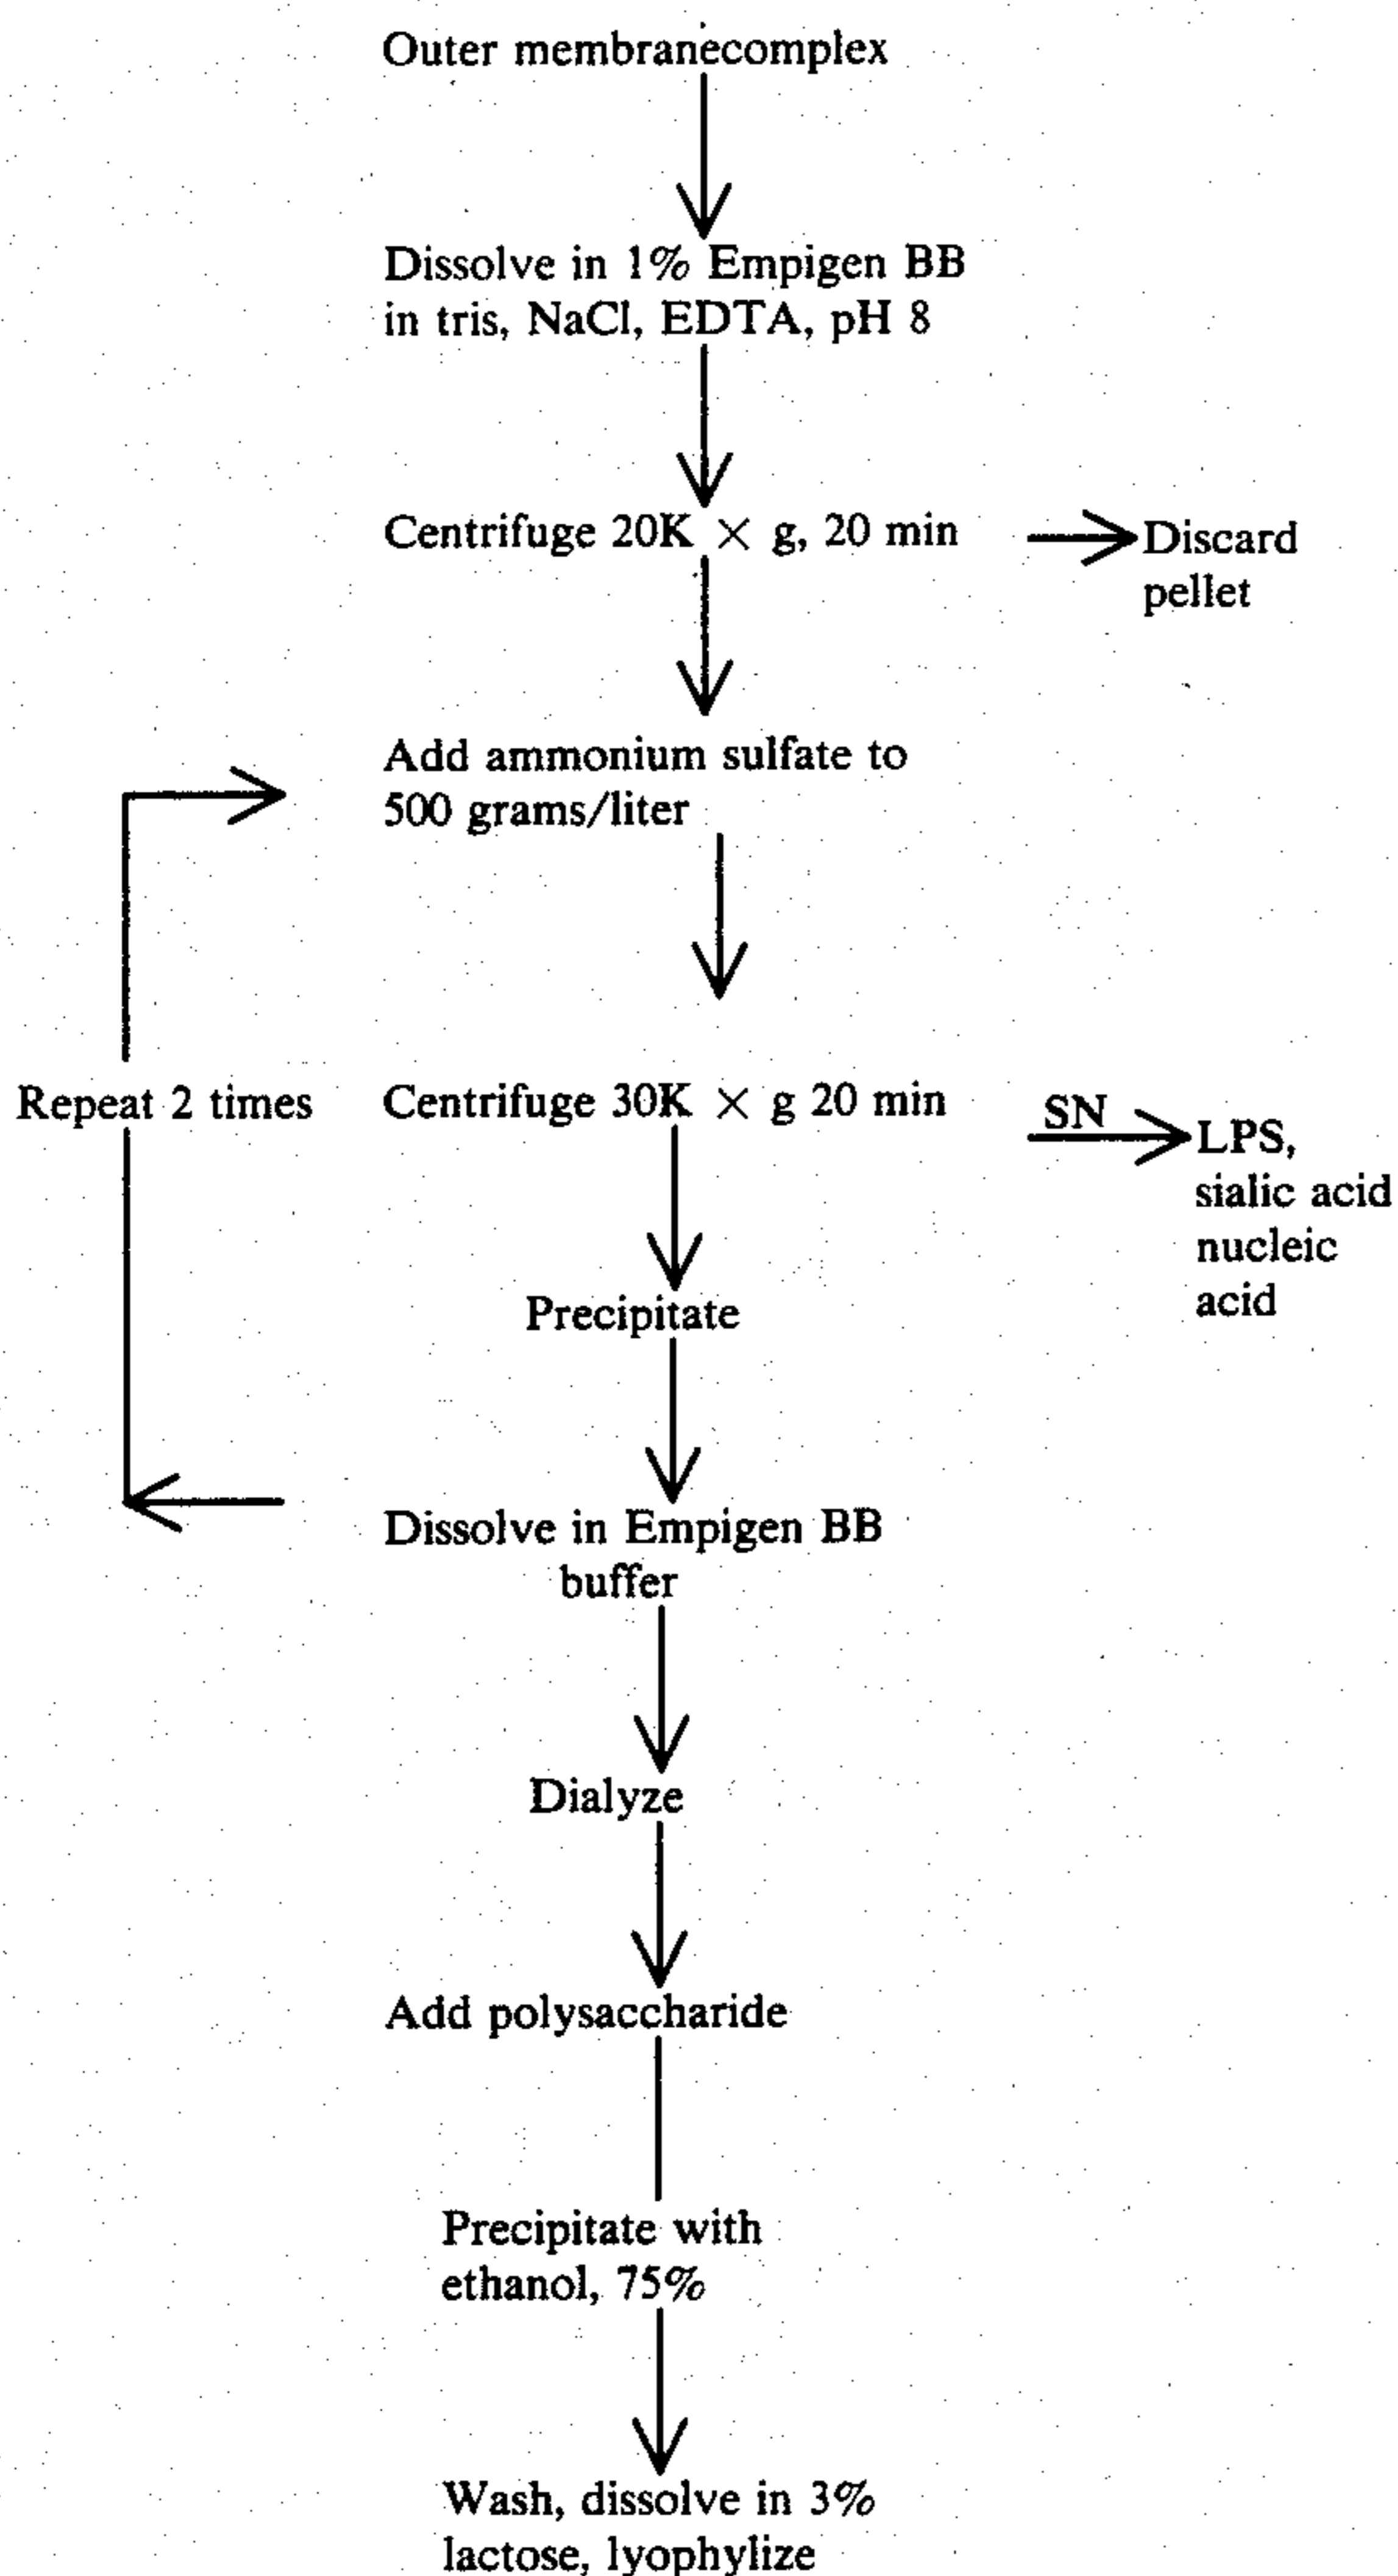 Outer membranecomplex
Dissolve in 1% Empigen BB
in tris, NaCl, EDTA, pH 8
Centrifuge 20K × g, 20 min
Discard
pellet
Add ammonium sulfate to
500 grams/liter
Repeat 2 times
Centrifuge 30K × g 20 min
SN
LPS,
sialic acid
nucleic
acid
Precipitate
Dissolve in Empigen BB
buffer
Dialyze
Add polysaccharide
Precipitate with
ethanol, 75%
Wash, dissolve in 3%
lactose, lyophylize